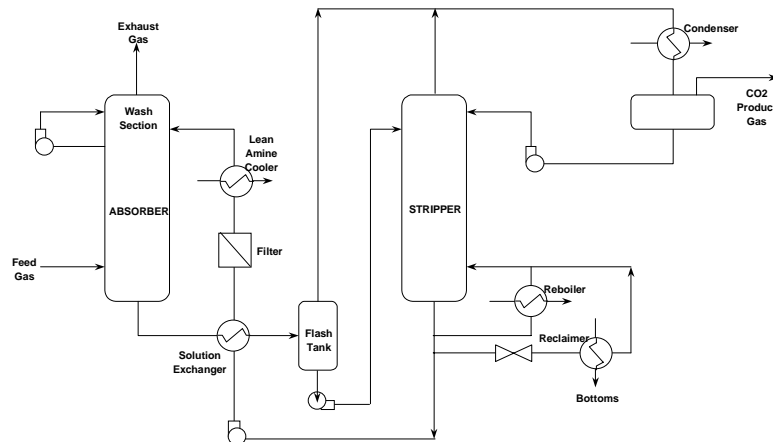 Exhaust
Gas
Condenser
Wash
Section
CO2
Product
Gas
Lean
Amine
Cooler
ABSORBER
STRIPPER
Filter
Feed
Gas
Reboiler
Flash
Tank
Reclaimer
Solution
Exchanger
Bottoms